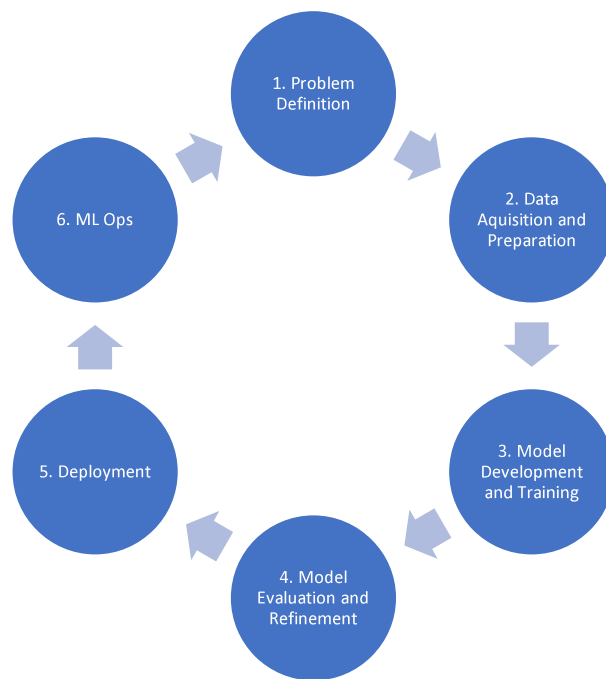 1. Problem
Definition
2. Data
Aquisition and
Preparation
3. Model
Development
and Training
4. Model
Evaluation and
Refinement
5. Deployment
6. ML Ops